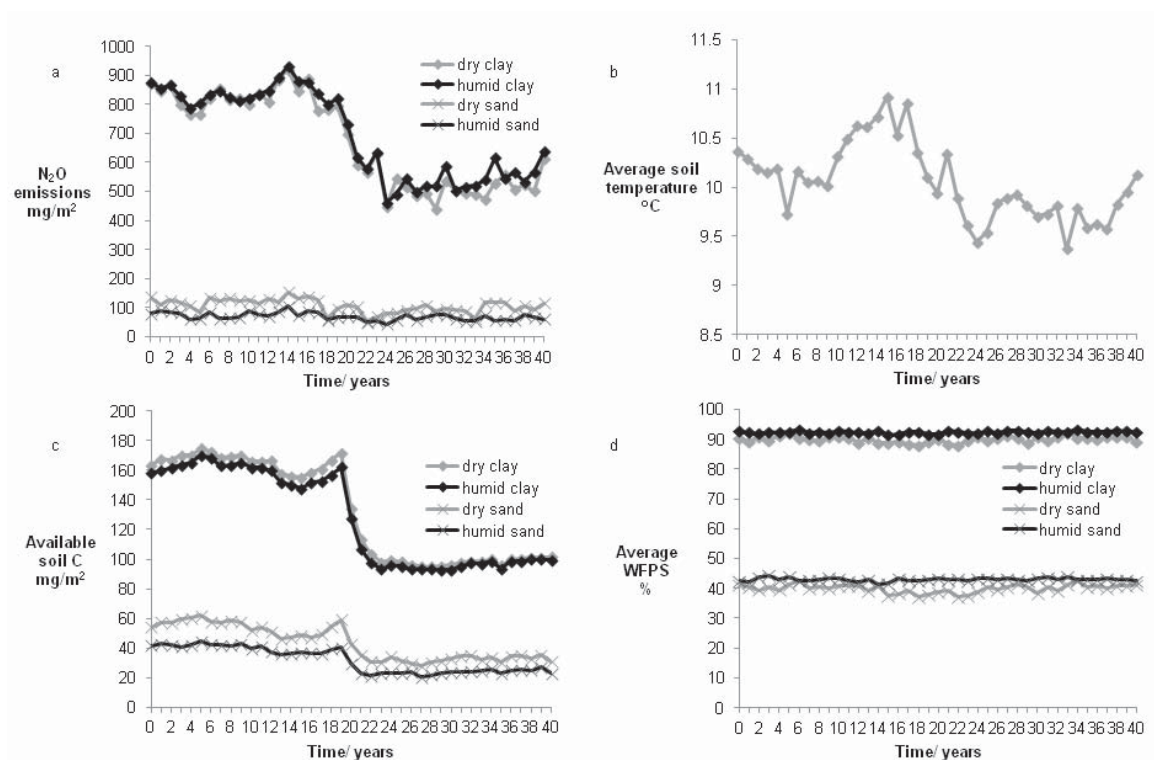 a
1000
900
800
700
600
500
400
300
200
100
0
N₂O
emissions
mg/m²
dry clay
humid clay
dry sand
humid sand
0 2 4 6 8 10 12 14 16 18 20 22 24 26 28 30 32 34 36 38 40
Time/ years
b
11.5
11
10.5
10
9.5
9
8.5
Average soil
temperature
°C
0 2 4 6 8 10 12 14 16 18 20 22 24 26 28 30 32 34 36 38 40
Time/ years
c
200
180
160
140
120
100
80
60
40
20
0
Available
soil C
mg/m²
dry clay
humid clay
dry sand
humid sand
0 2 4 6 8 10 12 14 16 18 20 22 24 26 28 30 32 34 36 38 40
Time/ years
d
100
90
80
70
60
50
40
30
20
10
0
Average
WFPS
%
dry clay
humid clay
dry sand
humid sand
0 2 4 6 8 10 12 14 16 18 20 22 24 26 28 30 32 34 36 38 40
Time/ years